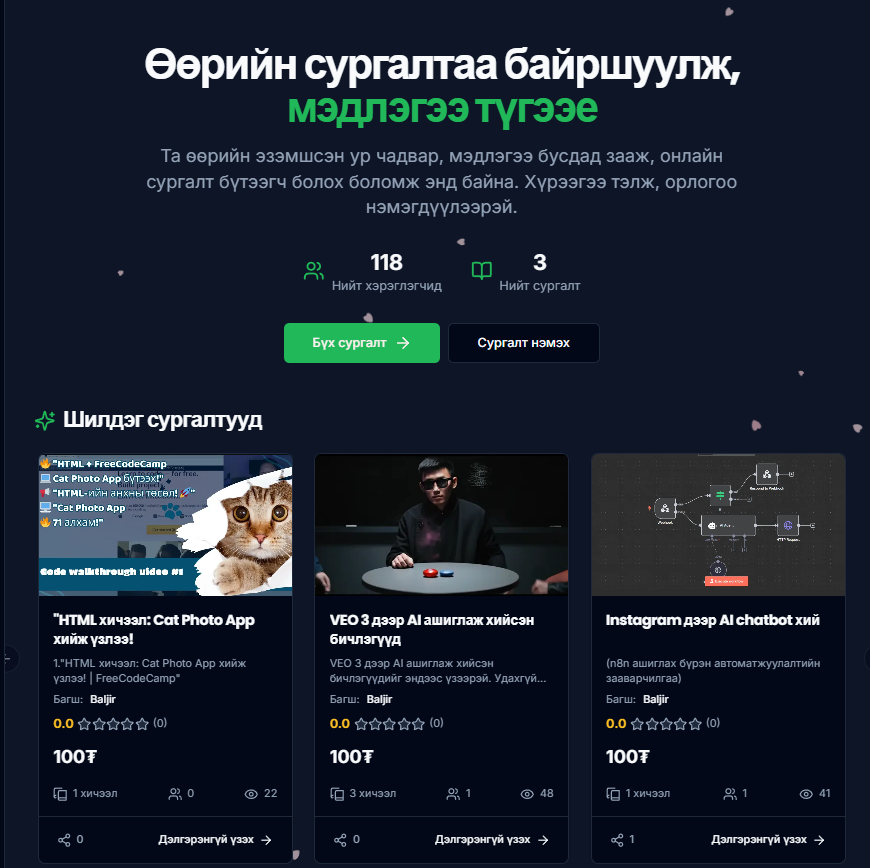 Өөрийн сургалтаа байршуулж,
мэдлэгээ түгээе
Та өөрийн эзэмшсэн ур чадвар, мэдлэгээ бусдад зааж, онлайн
сургалт бүтээгч болох боломж энд байна. Хүрээгээ тэлж, орлогоо
нэмэгдүүлээрэй.
118
Нийт хэрэглэгчид
3
Нийт сургалт
Бүх сургалт
Сургалт нэмэх
Шилдэг сургалтууд
"HTML + FreeCodeCamp
Cat Photo App бүтээх!"
"HTML-ийн анхны төсөл!
"Cat Photo App
71 алхам!"
Code walkthrough video #1
"HTML хичээл: Cat Photo App
хийж үзлээ!
1."HTML хичээл: Cat Photo App хийж
үзлээ! | FreeCodeCamp"
Багш: Baljir
0.0 (0)
100₮
1 хичээл 0 22
0 Дэлгэрэнгүй үзэх
VEO 3 дээр AI ашиглаж хийсэн
бичлэгүүд
VEO 3 дээр AI ашиглаж хийсэн
бичлэгүүдийг эндээс үзээрэй. Удахгүй...
Багш: Baljir
0.0 (0)
100₮
3 хичээл 1 48
0 Дэлгэрэнгүй үзэх
Respond to Webhook
Webhook
HTTP Request
Instagram дээр AI chatbot хий
(n8n ашиглах бүрэн автоматжуулалтийн
зааварчилгаа)
Багш: Baljir
0.0 (0)
100₮
1 хичээл 1 41
1 Дэлгэрэнгүй үзэх